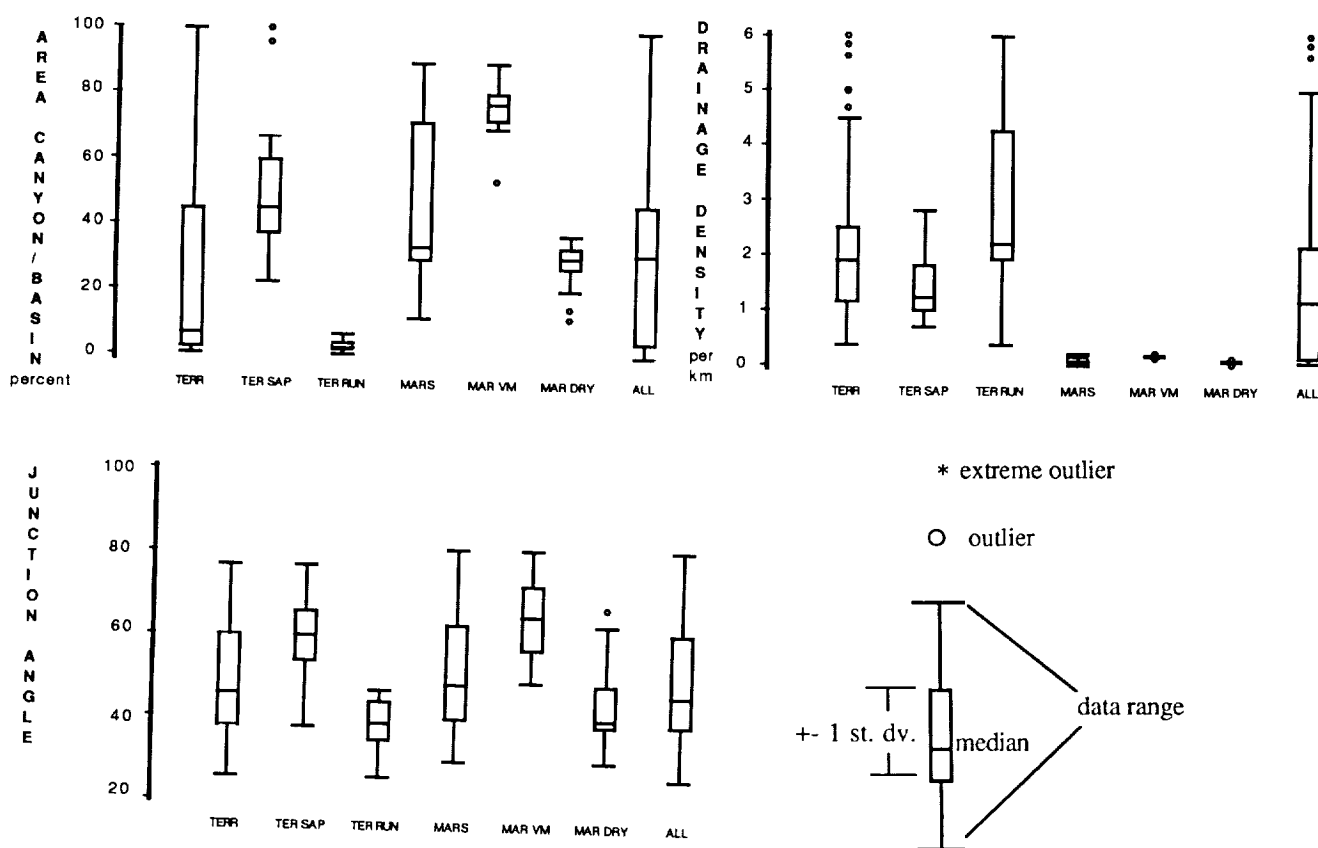 AREA CANYON/BASIN
percent
100
80
60
40
20
0
TERR TER SAP TER RUN MARS MAR VM MAR DRY ALL
DRAINAGE DENSITY
per
km
6
5
4
3
2
1
0
TERR TER SAP TER RUN MARS MAR VM MAR DRY ALL
JUNCTION ANGLE
100
80
60
40
20
TERR TER SAP TER RUN MARS MAR VM MAR DRY ALL
* extreme outlier
outlier
data range
+- 1 st. dv.
median